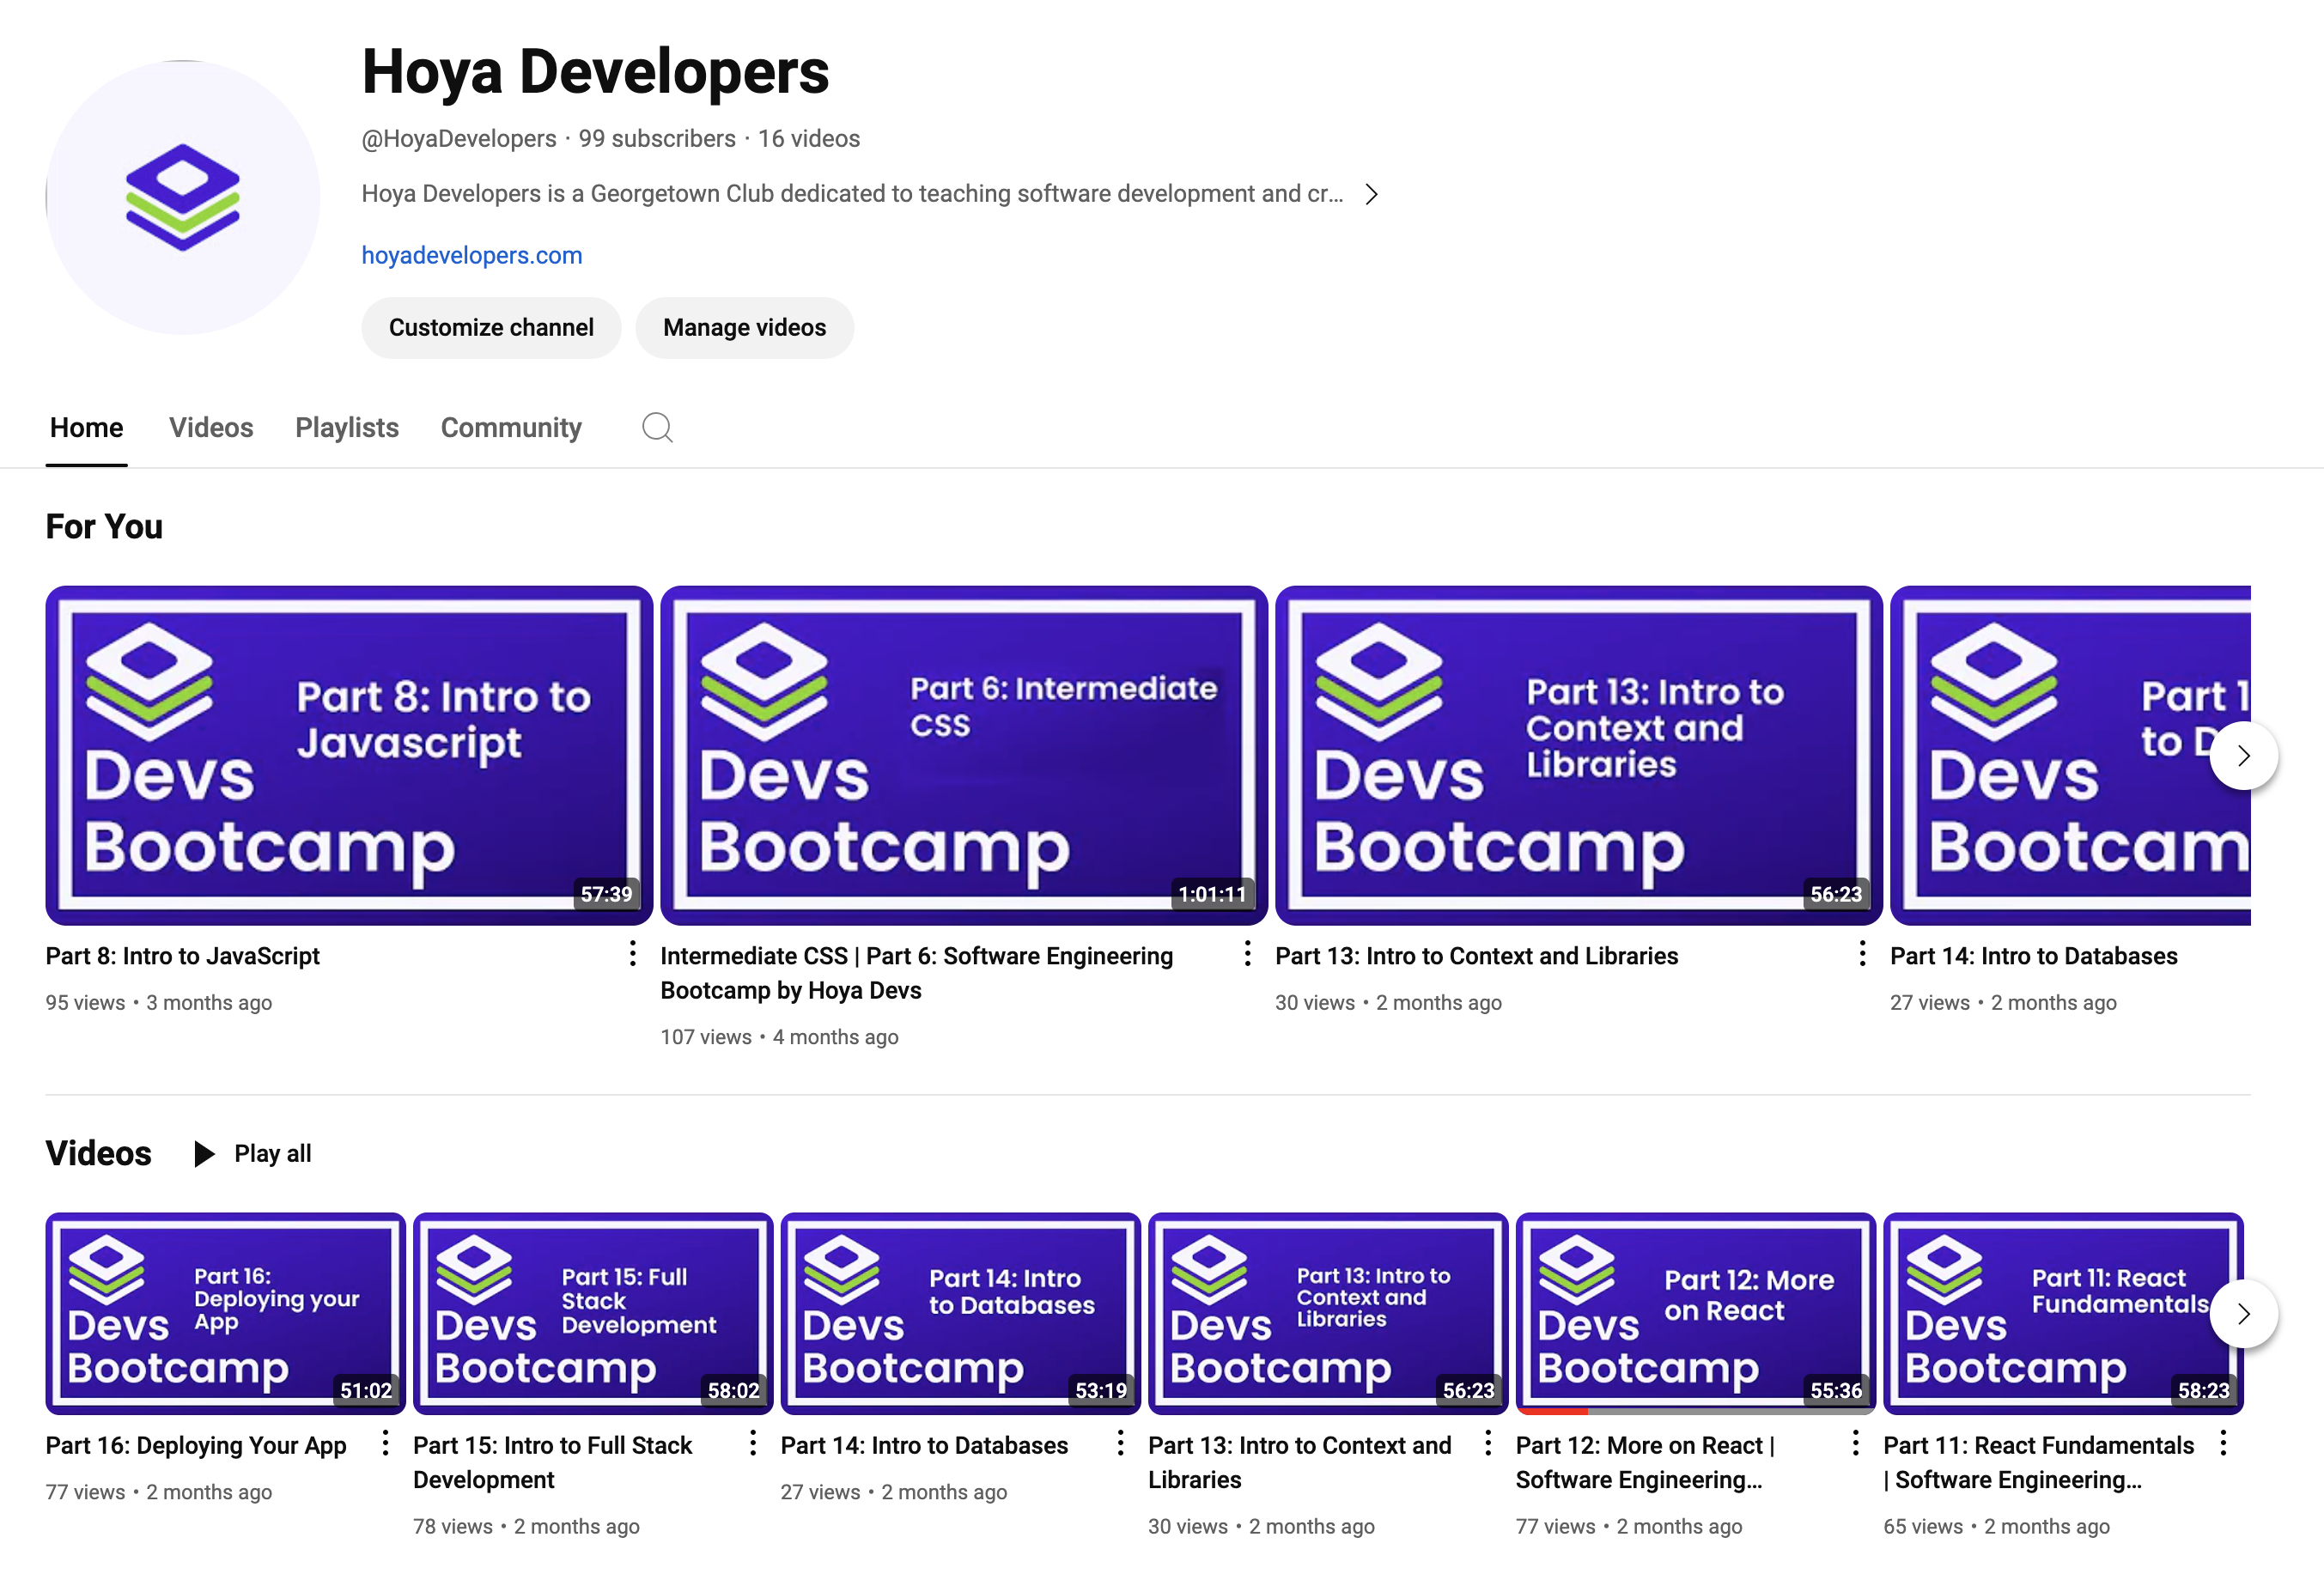 Hoya Developers
@HoyaDevelopers · 99 subscribers · 16 videos
Hoya Developers is a Georgetown Club dedicated to teaching software development and cr...
hoyadevelopers.com
Customize channel
Manage videos
Home
Videos
Playlists
Community
For You
Part 8: Intro to
Javascript
Devs
Bootcamp
57:39
Part 8: Intro to JavaScript
95 views • 3 months ago
Part 6: Intermediate
CSS
Devs
Bootcamp
1:01:11
Intermediate CSS | Part 6: Software Engineering
Bootcamp by Hoya Devs
107 views • 4 months ago
Part 13: Intro to
Context and
Libraries
Devs
Bootcamp
56:23
Part 13: Intro to Context and Libraries
30 views • 2 months ago
Part 1
to D
Devs
Bootcam
Part 14: Intro to Databases
27 views • 2 months ago
Videos
Play all
Part 16:
Deploying your
App
Devs
Bootcamp
51:02
Part 16: Deploying Your App
77 views • 2 months ago
Part 15: Full
Stack
Development
Devs
Bootcamp
58:02
Part 15: Intro to Full Stack
Development
78 views • 2 months ago
Part 14: Intro
to Databases
Devs
Bootcamp
53:19
Part 14: Intro to Databases
27 views • 2 months ago
Part 13: Intro to
Context and
Libraries
Devs
Bootcamp
56:23
Part 13: Intro to Context and
Libraries
30 views • 2 months ago
Part 12: More
on React
Devs
Bootcamp
55:36
Part 12: More on React |
Software Engineering...
77 views • 2 months ago
Part 11: React
Fundamentals
Devs
Bootcamp
58:23
Part 11: React Fundamentals
| Software Engineering...
65 views • 2 months ago